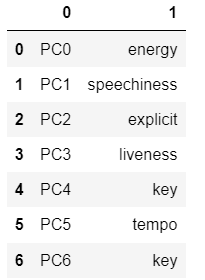 0 1
0 PC0 energy
1 PC1 speechiness
2 PC2 explicit
3 PC3 liveness
4 PC4 key
5 PC5 tempo
6 PC6 key